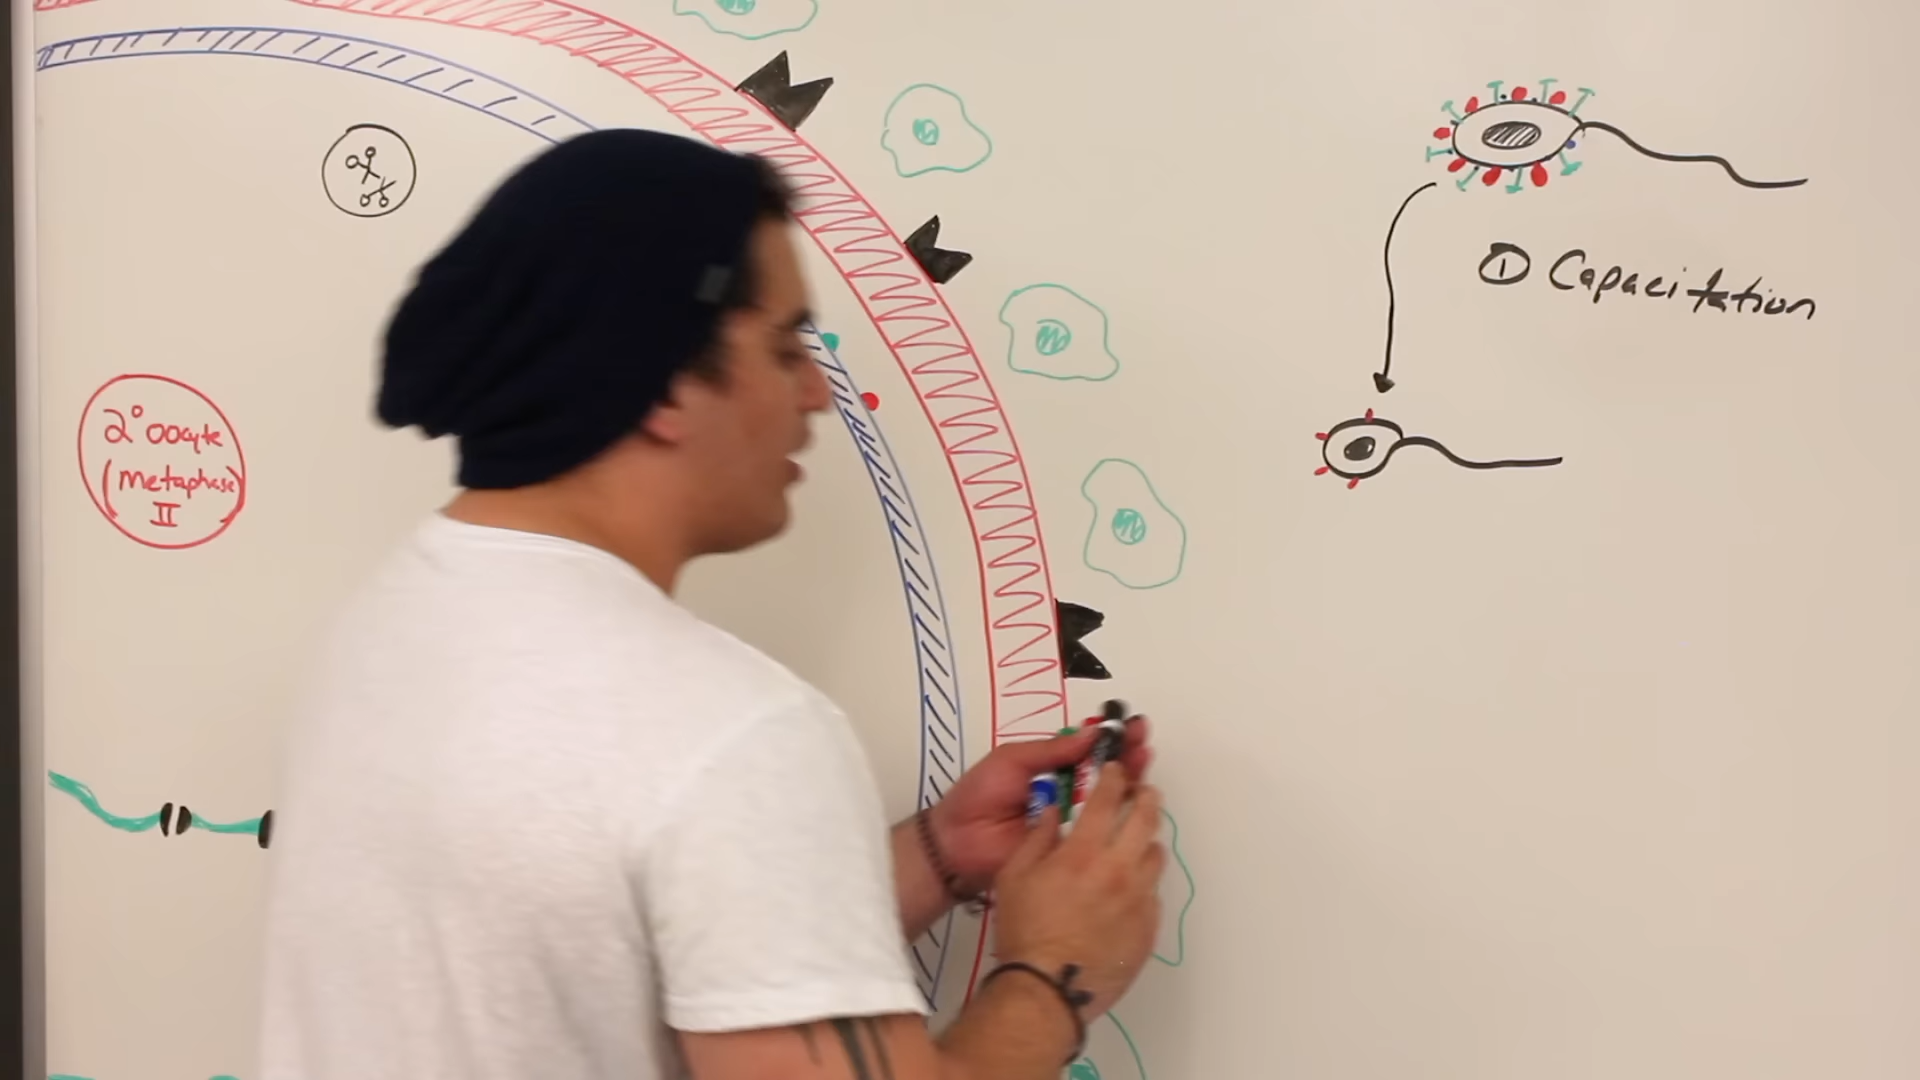 ① Capacitation
2° oocyte
(metaphase)
II